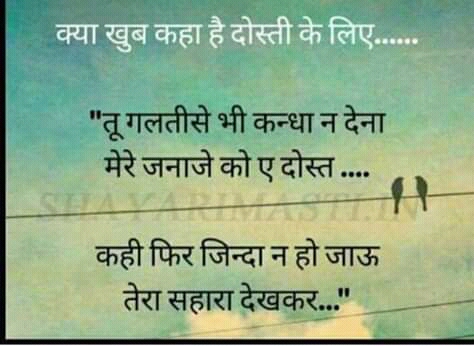 क्या खुब कहा है दोस्ती के लिए......
"तू गलतीसे भी कन्धा न देना
मेरे जनाजे को ए दोस्त ....
SHAYARIMASTI.IN
कही फिर जिन्दा न हो जाऊ
तेरा सहारा देखकर..."